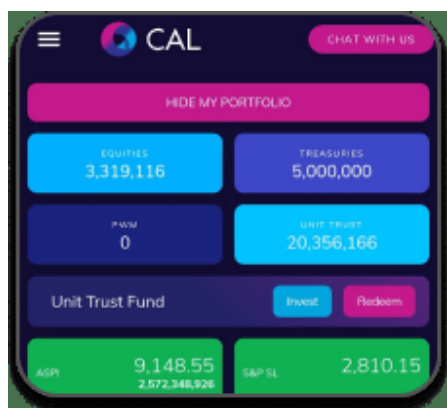 CAL
CHAT WITH US
HIDE MY PORTFOLIO
EQUITIES
3,319,116
TREASURIES
5,000,000
PWM
0
UNIT TRUST
20,356,166
Unit Trust Fund
Invest
Redeem
ASPI
9,148.55
2,572,348,926
S&P SL
2,810.15